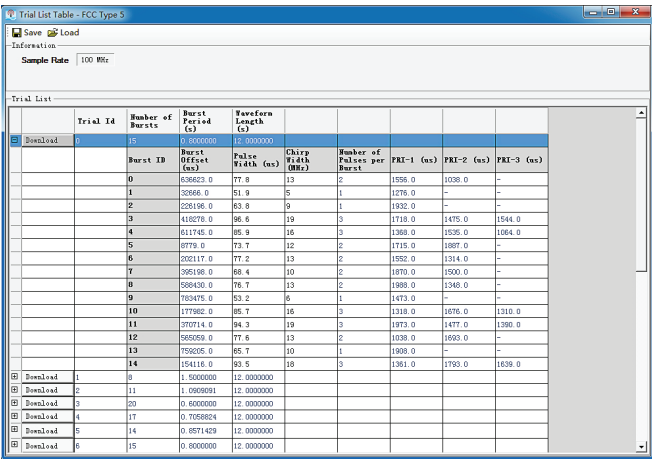 Trial List Table - FCC Type 5
Save Load
Information
Sample Rate 100 MHz
Trial List
Trial Id Number of Bursts Burst Period (s) Waveform Length (s)
Download 0 15 0.8000000 12.0000000
Burst ID Burst Offset (us) Pulse Width (us) Chirp Width (MHz) Number of Pulses per Burst PRI-1 (us) PRI-2 (us) PRI-3 (us)
0 636623.0 77.8 13 2 1556.0 1038.0 -
1 32666.0 51.9 5 1 1276.0 - -
2 226196.0 63.8 9 1 1932.0 - -
3 418278.0 96.6 19 3 1718.0 1475.0 1544.0
4 611745.0 85.9 16 3 1368.0 1535.0 1064.0
5 8779.0 73.7 12 2 1715.0 1887.0 -
6 202117.0 77.2 13 2 1552.0 1314.0 -
7 395198.0 68.4 10 2 1870.0 1500.0 -
8 588430.0 76.7 13 2 1988.0 1348.0 -
9 783475.0 53.2 6 1 1473.0 - -
10 177982.0 85.7 16 3 1318.0 1676.0 1310.0
11 370714.0 94.3 19 3 1973.0 1477.0 1390.0
12 565059.0 77.6 13 2 1038.0 1693.0 -
13 759205.0 65.7 10 1 1908.0 - -
14 154116.0 93.5 18 3 1361.0 1793.0 1639.0
Download 1 8 1.5000000 12.0000000
Download 2 11 1.0909091 12.0000000
Download 3 20 0.6000000 12.0000000
Download 4 17 0.7058824 12.0000000
Download 5 14 0.8571429 12.0000000
Download 6 15 0.8000000 12.0000000